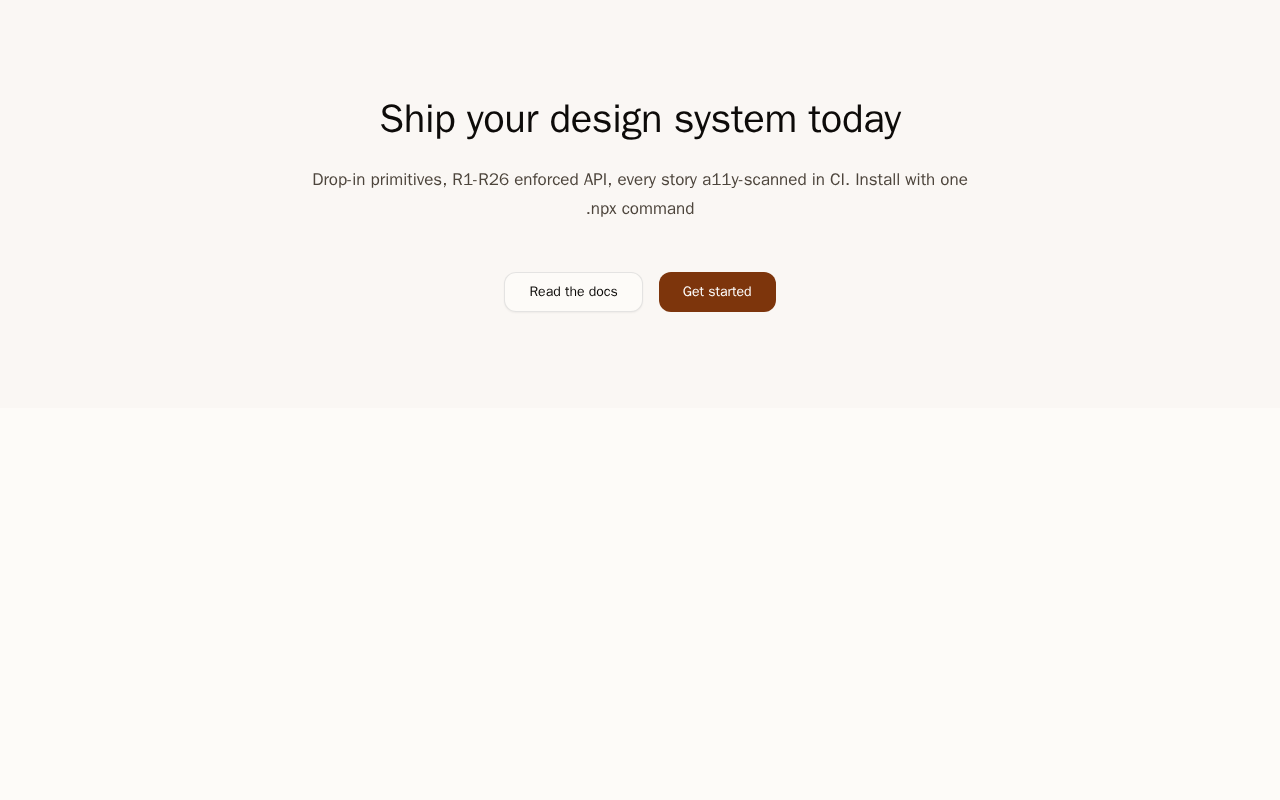 Ship your design system today
Drop-in primitives, R1-R26 enforced API, every story a11y-scanned in CI. Install with one
.npx command
Read the docs
Get started